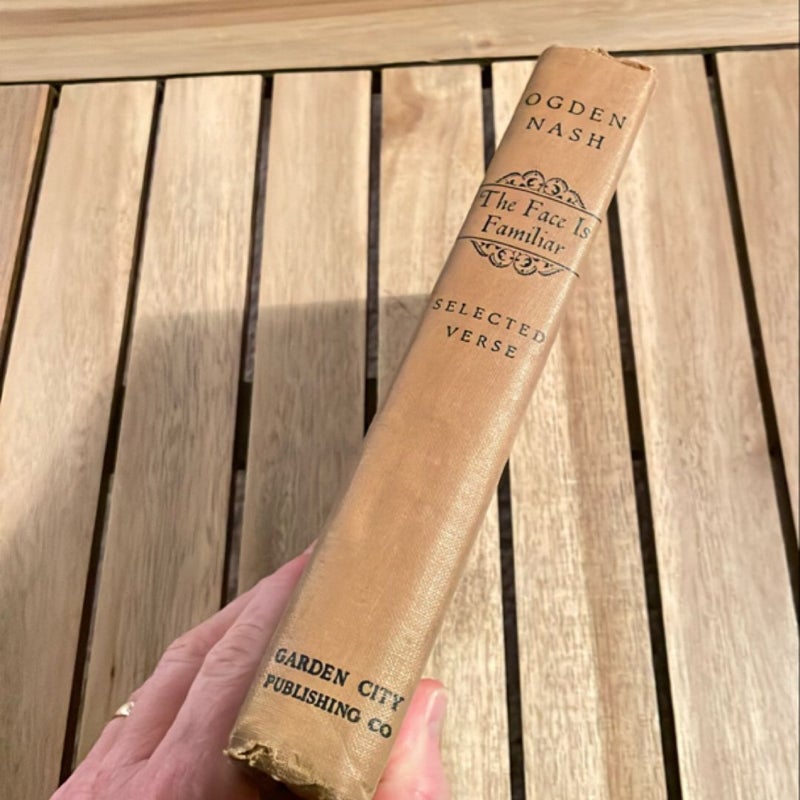 OGDEN
NASH
The Face Is
Familiar
SELECTED
VERSE
GARDEN CITY
PUBLISHING CO